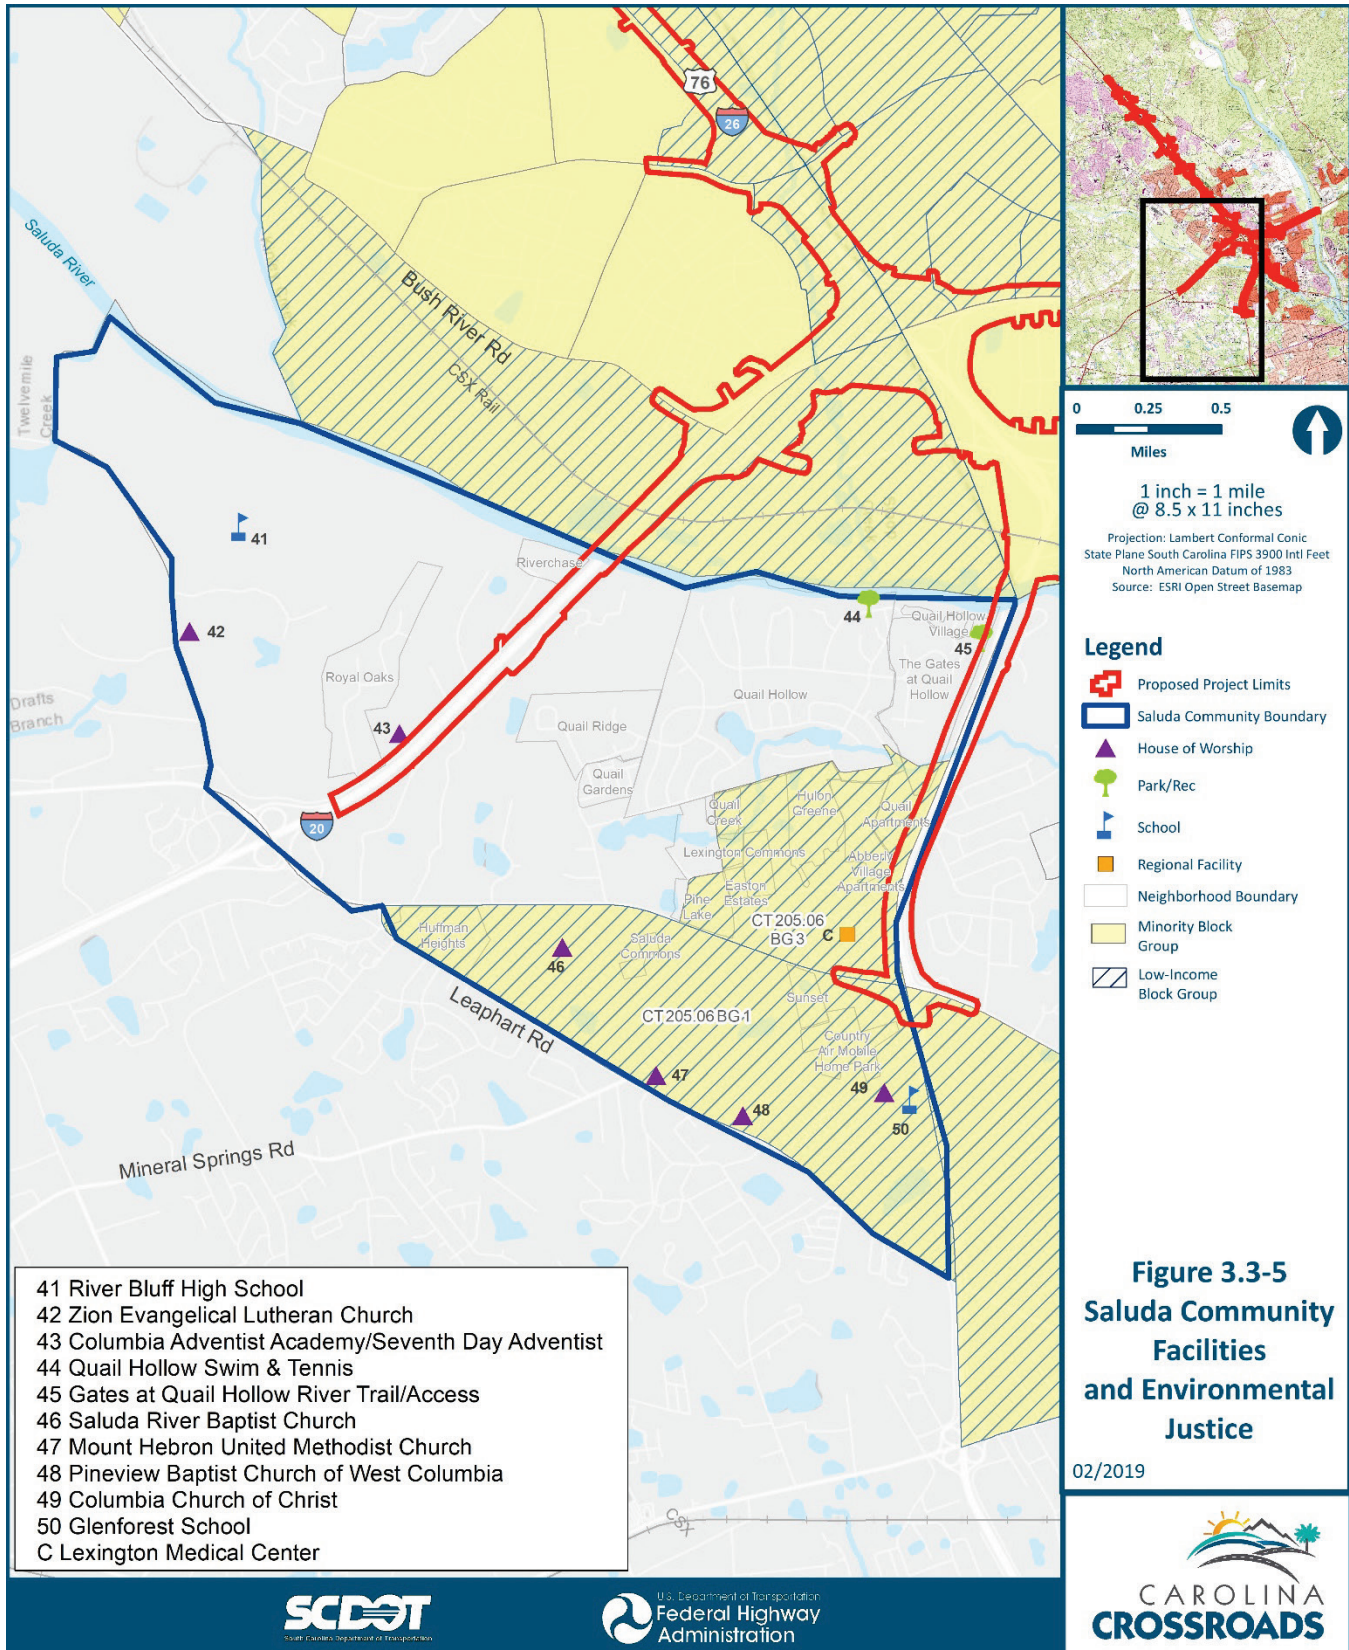 76
26
Saluda River
Bush River Rd
CSX Rail
Twelvemile
Creek
41
Riverchase
44
Quail Hollow
Village
45
42
The Gates
at Quail
Hollow
Royal Oaks
Quail Hollow
Drafts
Branch
43
Quail Ridge
Quail
Gardens
Hulon
Greene
Quail
Creek
Quail
Apartments
20
Lexington Commons
Abberly
Village
Apartments
Easton
Estates
Pine
Lake
CT 205.06
BG 3
C
Huffman
Heights
Saluda
Commons
46
Sunset
Leaphart Rd
CT 205.06 BG 1
Country
Air Mobile
Home Park
47
49
48
50
Mineral Springs Rd
CSX
41 River Bluff High School
42 Zion Evangelical Lutheran Church
43 Columbia Adventist Academy/Seventh Day Adventist
44 Quail Hollow Swim & Tennis
45 Gates at Quail Hollow River Trail/Access
46 Saluda River Baptist Church
47 Mount Hebron United Methodist Church
48 Pineview Baptist Church of West Columbia
49 Columbia Church of Christ
50 Glenforest School
C Lexington Medical Center
0 0.25 0.5
Miles
1 inch = 1 mile
@ 8.5 x 11 inches
Projection: Lambert Conformal Conic
State Plane South Carolina FIPS 3900 Intl Feet
North American Datum of 1983
Source: ESRI Open Street Basemap
Legend
Proposed Project Limits
Saluda Community Boundary
House of Worship
Park/Rec
School
Regional Facility
Neighborhood Boundary
Minority Block
Group
Low-Income
Block Group
Figure 3.3-5
Saluda Community
Facilities
and Environmental
Justice
02/2019
SCDOT
South Carolina Department of Transportation
U.S. Department of Transportation
Federal Highway
Administration
CAROLINA
CROSSROADS